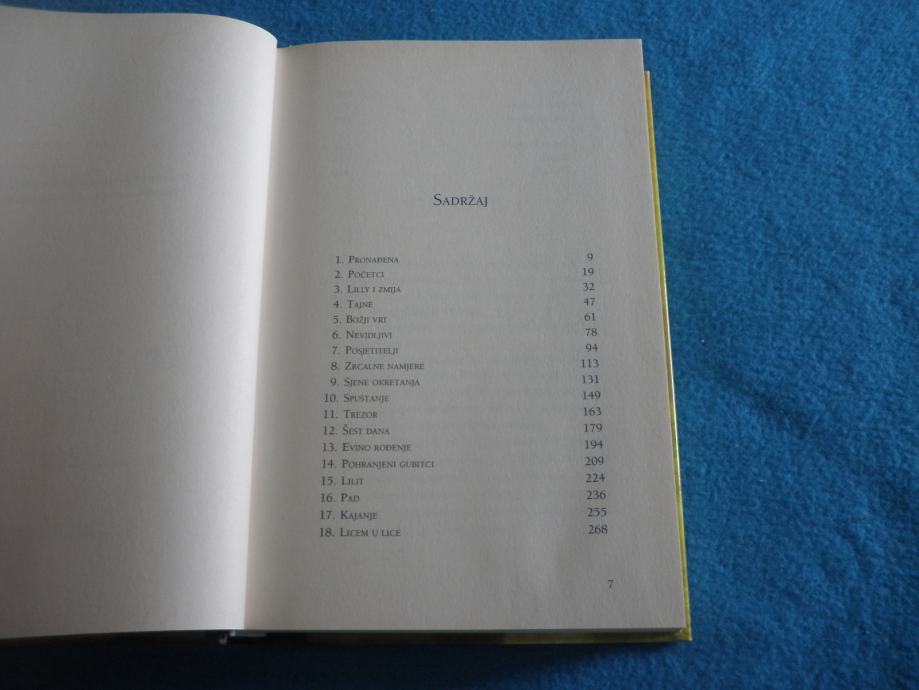 Sadržaj
1. Pronađena 9
2. Početci 19
3. Lilly i zmija 32
4. Tajne 47
5. Božji vrt 61
6. Nevidljivi 78
7. Posjetitelji 94
8. Zrcalne namjere 113
9. Sjene okretanja 131
10. Spuštanje 149
11. Trezor 163
12. Šest dana 179
13. Evino rođenje 194
14. Pohranjeni gubitci 209
15. Lilit 224
16. Pad 236
17. Kajanje 255
18. Licem u lice 268
7